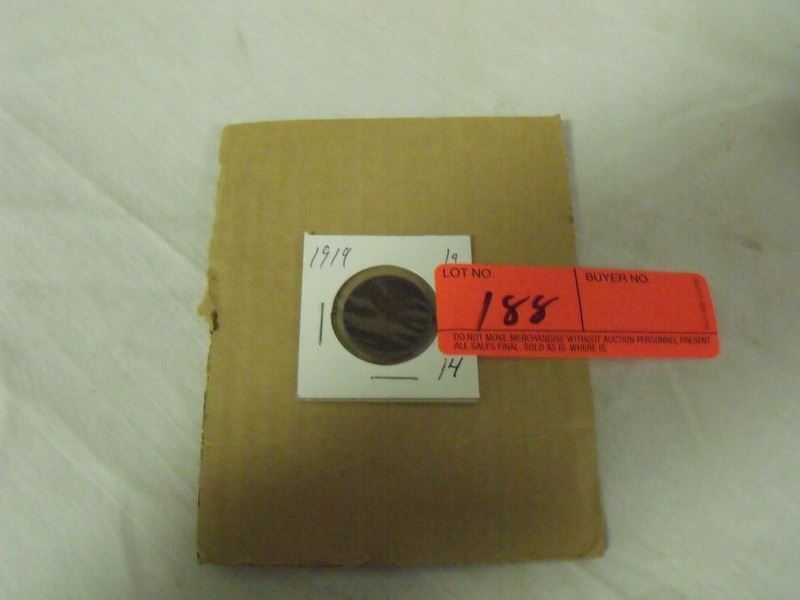 1919 19
LOT NO. BUYER NO.
188
DO NOT MOVE MERCHANDISE WITHOUT AUCTION PERSONNEL PRESENT
ALL SALES FINAL. SOLD AS IS. WHERE IS
14